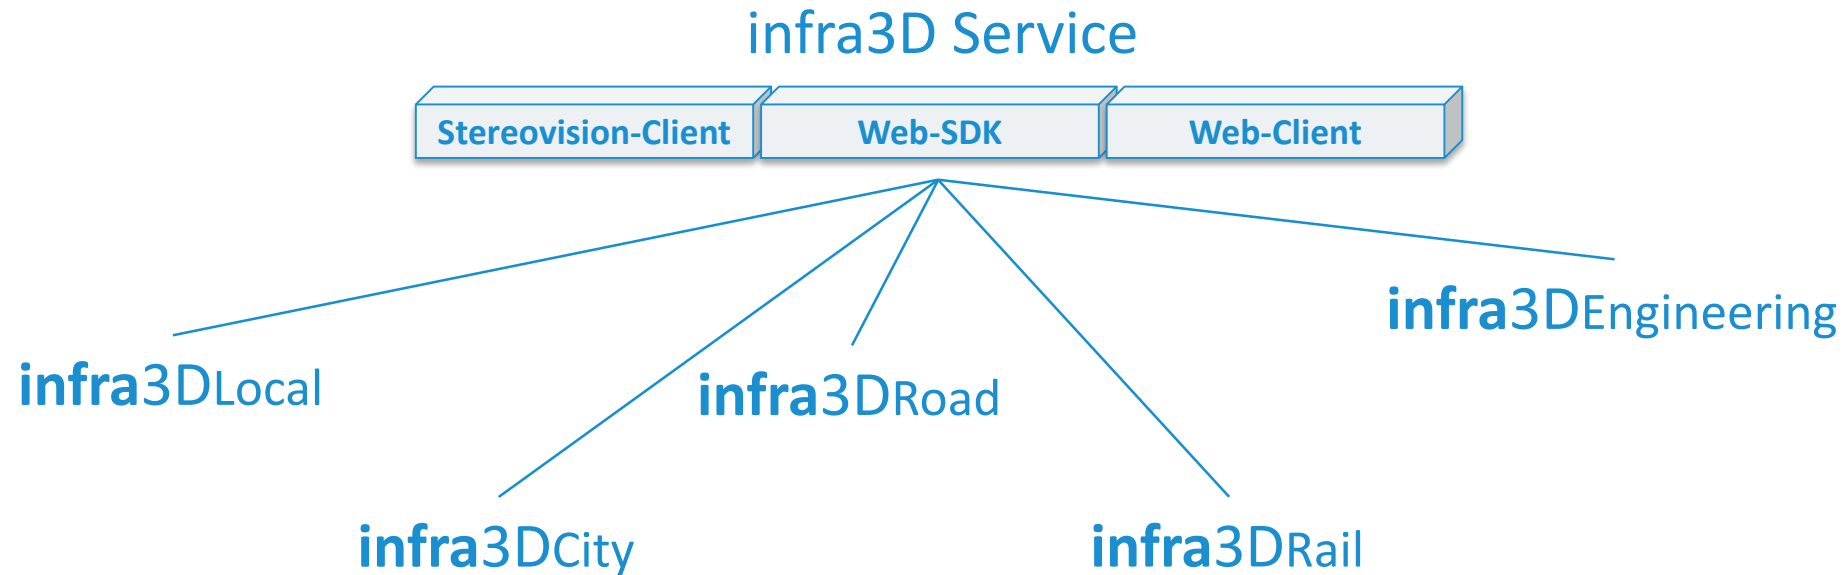 infra3D Service
Stereovision-Client
Web-SDK
Web-Client
infra3DEngineering
infra3DLocal
infra3DRoad
infra3DCity
infra3DRail